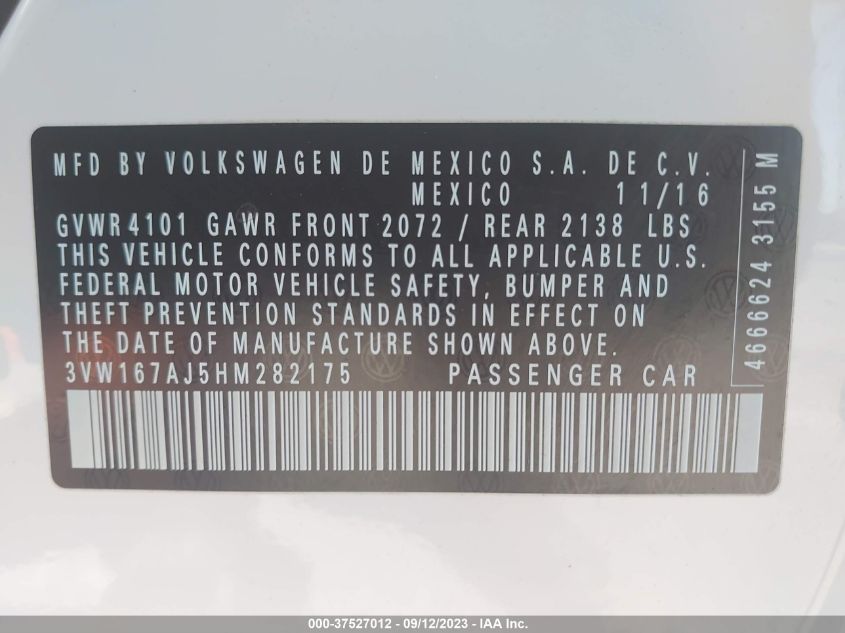 MFD BY VOLKSWAGEN DE MEXICO S.A. DE C.V.
MEXICO 11/16
GVWR 4101 GAWR FRONT 2072 / REAR 2138 LBS
THIS VEHICLE CONFORMS TO ALL APPLICABLE U.S.
FEDERAL MOTOR VEHICLE SAFETY, BUMPER AND
THEFT PREVENTION STANDARDS IN EFFECT ON
THE DATE OF MANUFACTURE SHOWN ABOVE.
3VW167AJ5HM282175 PASSENGER CAR
4666624 3155 M
000-37527012 - 09/12/2023 - IAA Inc.